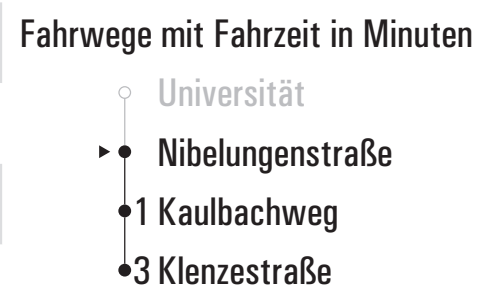 Fahrwege mit Fahrzeit in Minuten
Universität
Nibelungenstraße
1 Kaulbachweg
3 Klenzestraße